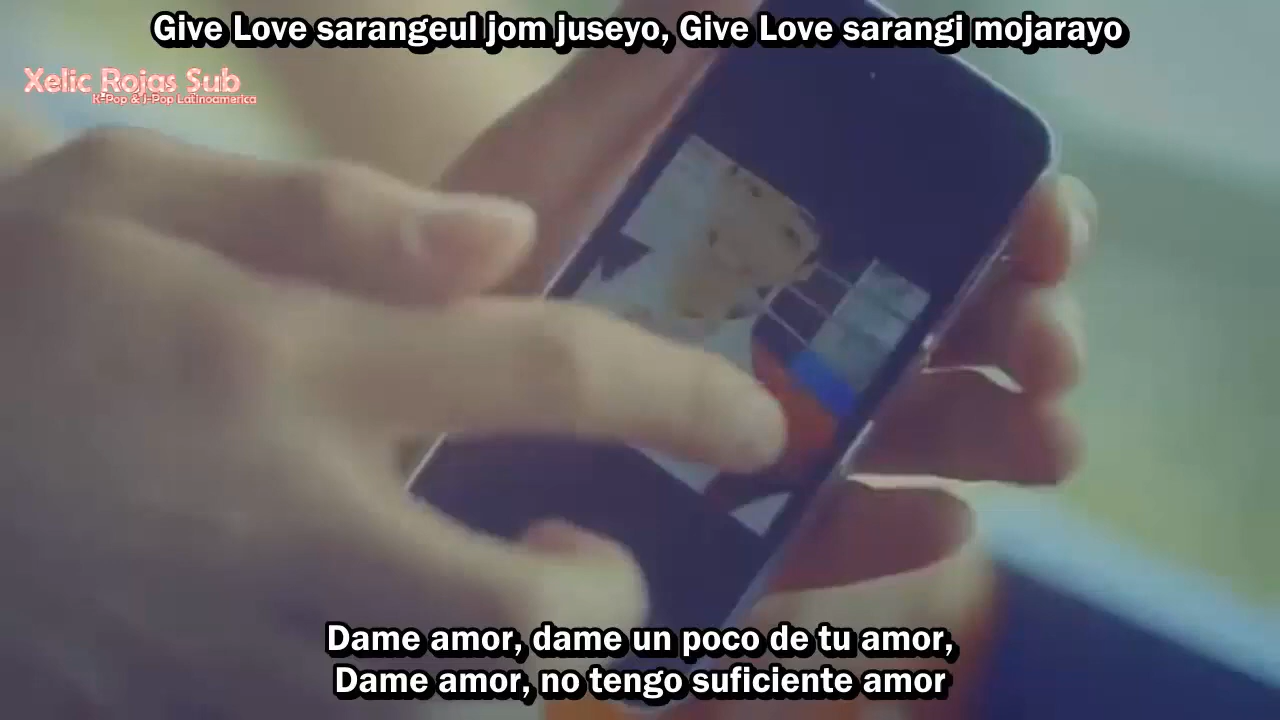 Give Love sarangeul jom juseyo, Give Love sarangi mojarayo
Xelic Rojas Sub
K-Pop & J-Pop Latinoamerica
Dame amor, dame un poco de tu amor,
Dame amor, no tengo suficiente amor